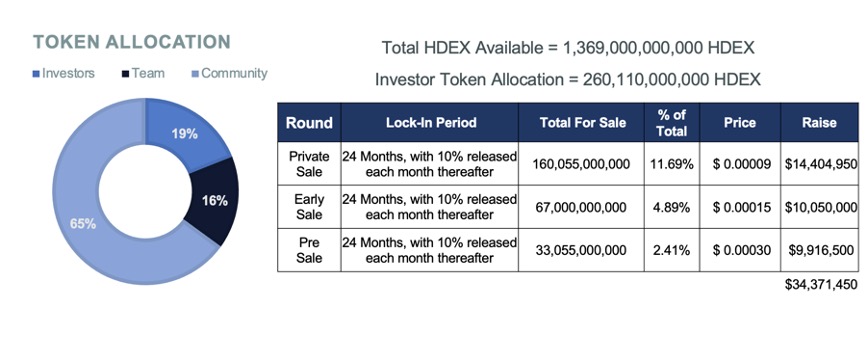 TOKEN ALLOCATION
Investors Team Community
19%
16%
65%
Total HDEX Available = 1,369,000,000,000 HDEX
Investor Token Allocation = 260,110,000,000 HDEX
Round Lock-In Period Total For Sale % of Total Price Raise
Private Sale 24 Months, with 10% released each month thereafter 160,055,000,000 11.69% $ 0.00009 $14,404,950
Early Sale 24 Months, with 10% released each month thereafter 67,000,000,000 4.89% $ 0.00015 $10,050,000
Pre Sale 24 Months, with 10% released each month thereafter 33,055,000,000 2.41% $ 0.00030 $9,916,500
$34,371,450